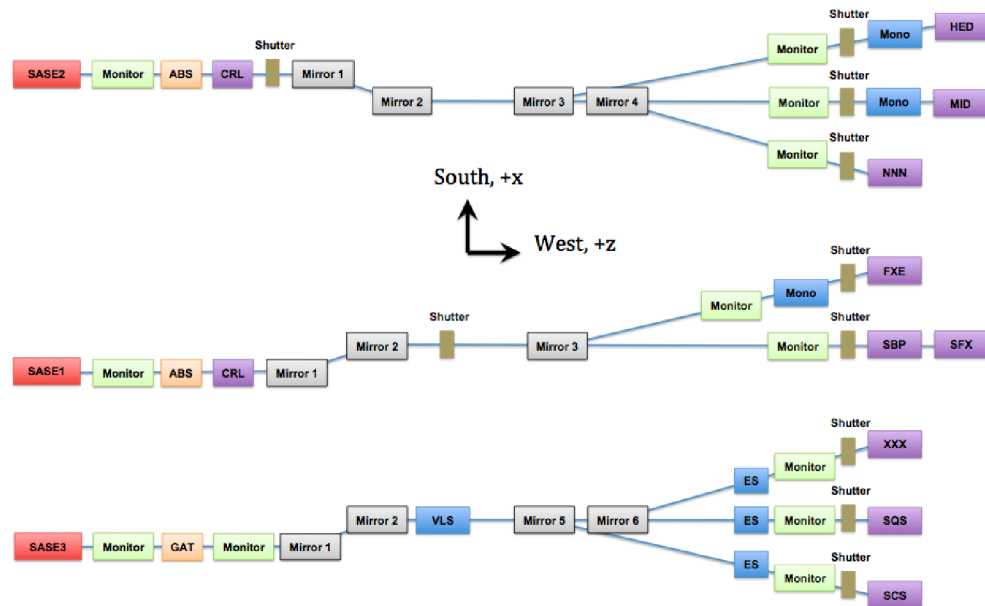 Shutter
HED
Shutter
Mono
Monitor
SASE2 Monitor ABS CRL Mirror 1
Shutter
Mirror 2 Mirror 3 Mirror 4 Monitor Mono MID
Shutter
Monitor
NNN
South, +x
West, +z
Shutter
FXE
Mono
Monitor
Shutter
Shutter
Mirror 2 Mirror 3 Monitor SBP SFX
SASE1 Monitor ABS CRL Mirror 1
Shutter
XXX
Monitor
ES
Shutter
Mirror 2 VLS Mirror 5 Mirror 6 ES Monitor SQS
SASE3 Monitor GAT Monitor Mirror 1
Shutter
ES
Monitor
SCS